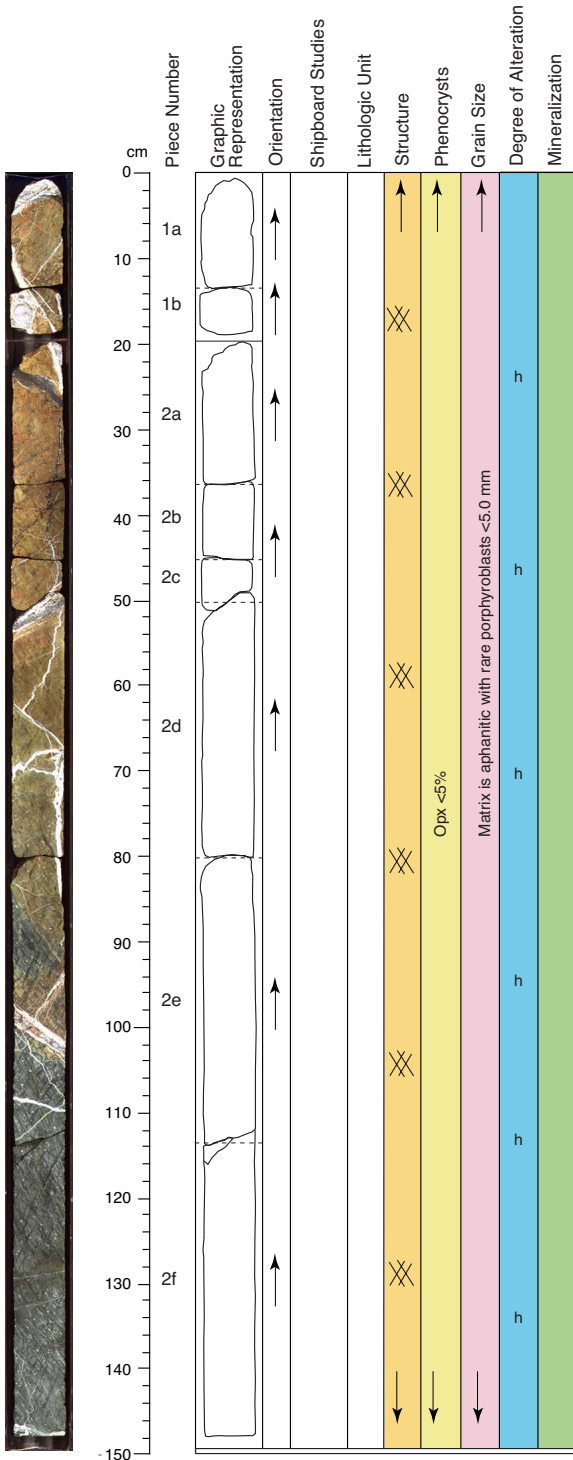 cm
Piece Number
Graphic
Representation
Orientation
Shipboard Studies
Lithologic Unit
Structure
Phenocrysts
Grain Size
Degree of Alteration
Mineralization
0
1a
10
1b
20
h
2a
30
40
2b
2c
h
50
60
2d
70
h
Opx <5%
Matrix is aphanitic with rare porphyroblasts <5.0 mm
80
90
h
2e
100
110
h
120
2f
130
h
140
150